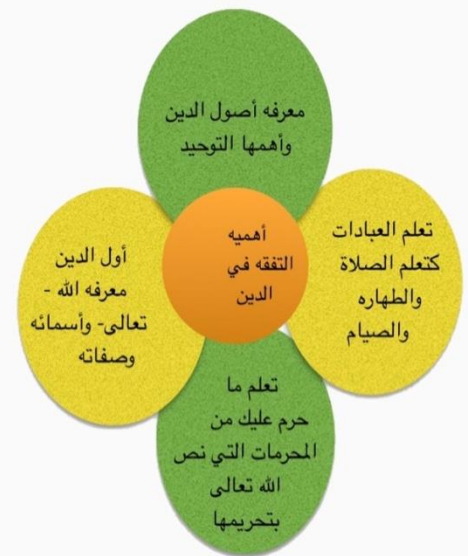 معرفه أصول الدين
وأهمها التوحيد
تعلم العبادات
كتعلم الصلاة
والطهاره
والصيام
أهميه
التفقه في
الدين
أول الدين
معرفه الله -
تعالى- وأسمائه
وصفاته
تعلم ما
حرم عليك من
المحرمات التي نص
الله تعالى
بتحريمها